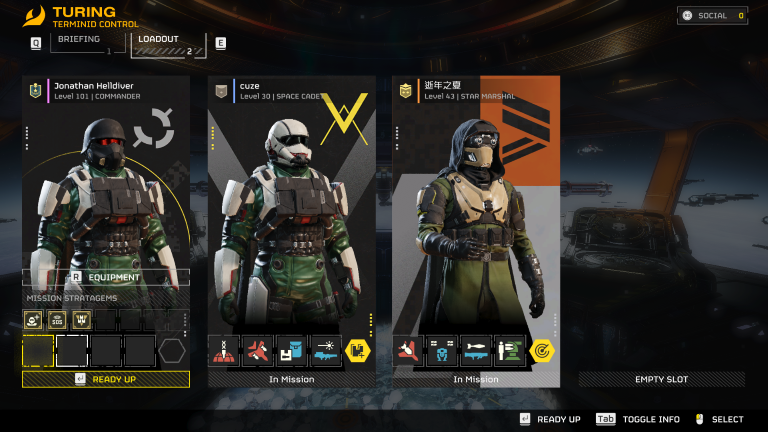 TURING
TERMINID CONTROL
SOCIAL 0
Q
BRIEFING
1
LOADOUT
2
E
Jonathan Helldiver
Level 101 | COMMANDER
cuze
Level 30 | SPACE CADET
逝年之夏
Level 43 | STAR MARSHAL
R EQUIPMENT
MISSION STRATAGEMS
SOS
READY UP
In Mission
In Mission
EMPTY SLOT
READY UP
Tab TOGGLE INFO
SELECT